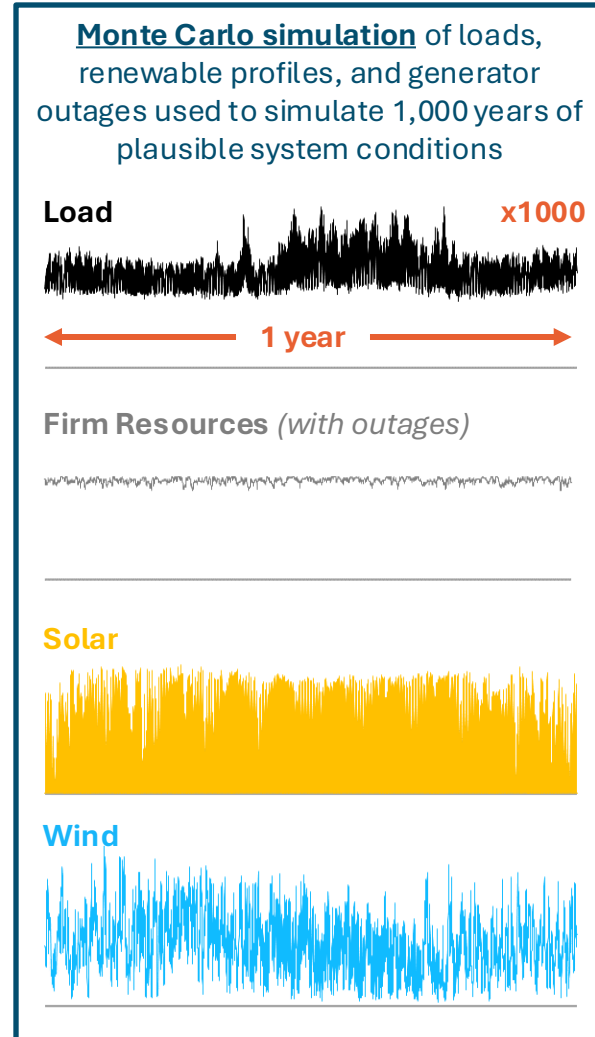 Monte Carlo simulation of loads,
renewable profiles, and generator
outages used to simulate 1,000 years of
plausible system conditions
Load
x1000
1 year
Firm Resources (with outages)
Solar
Wind